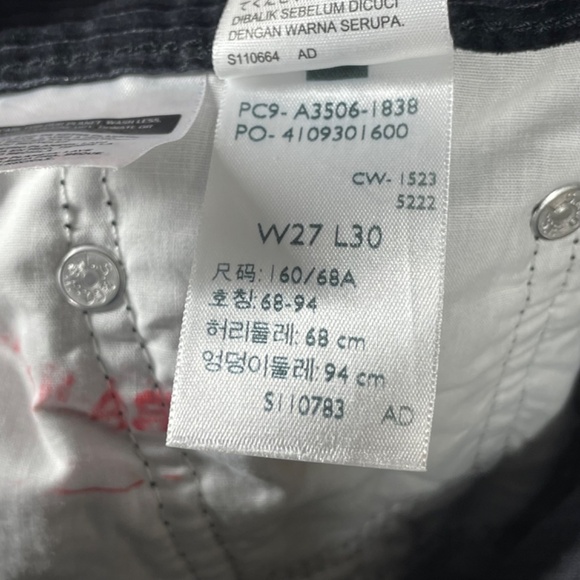 DIBALIK SEBELUM DICUCI
DENGAN WARNA SERUPA.
S110664 AD
PC9- A3506-1838
PO- 4109301600
CW- 1523
5222
W27 L30
尺码: 160/68A
호칭: 68-94
허리둘레: 68 cm
엉덩이둘레: 94 cm
S110783 AD